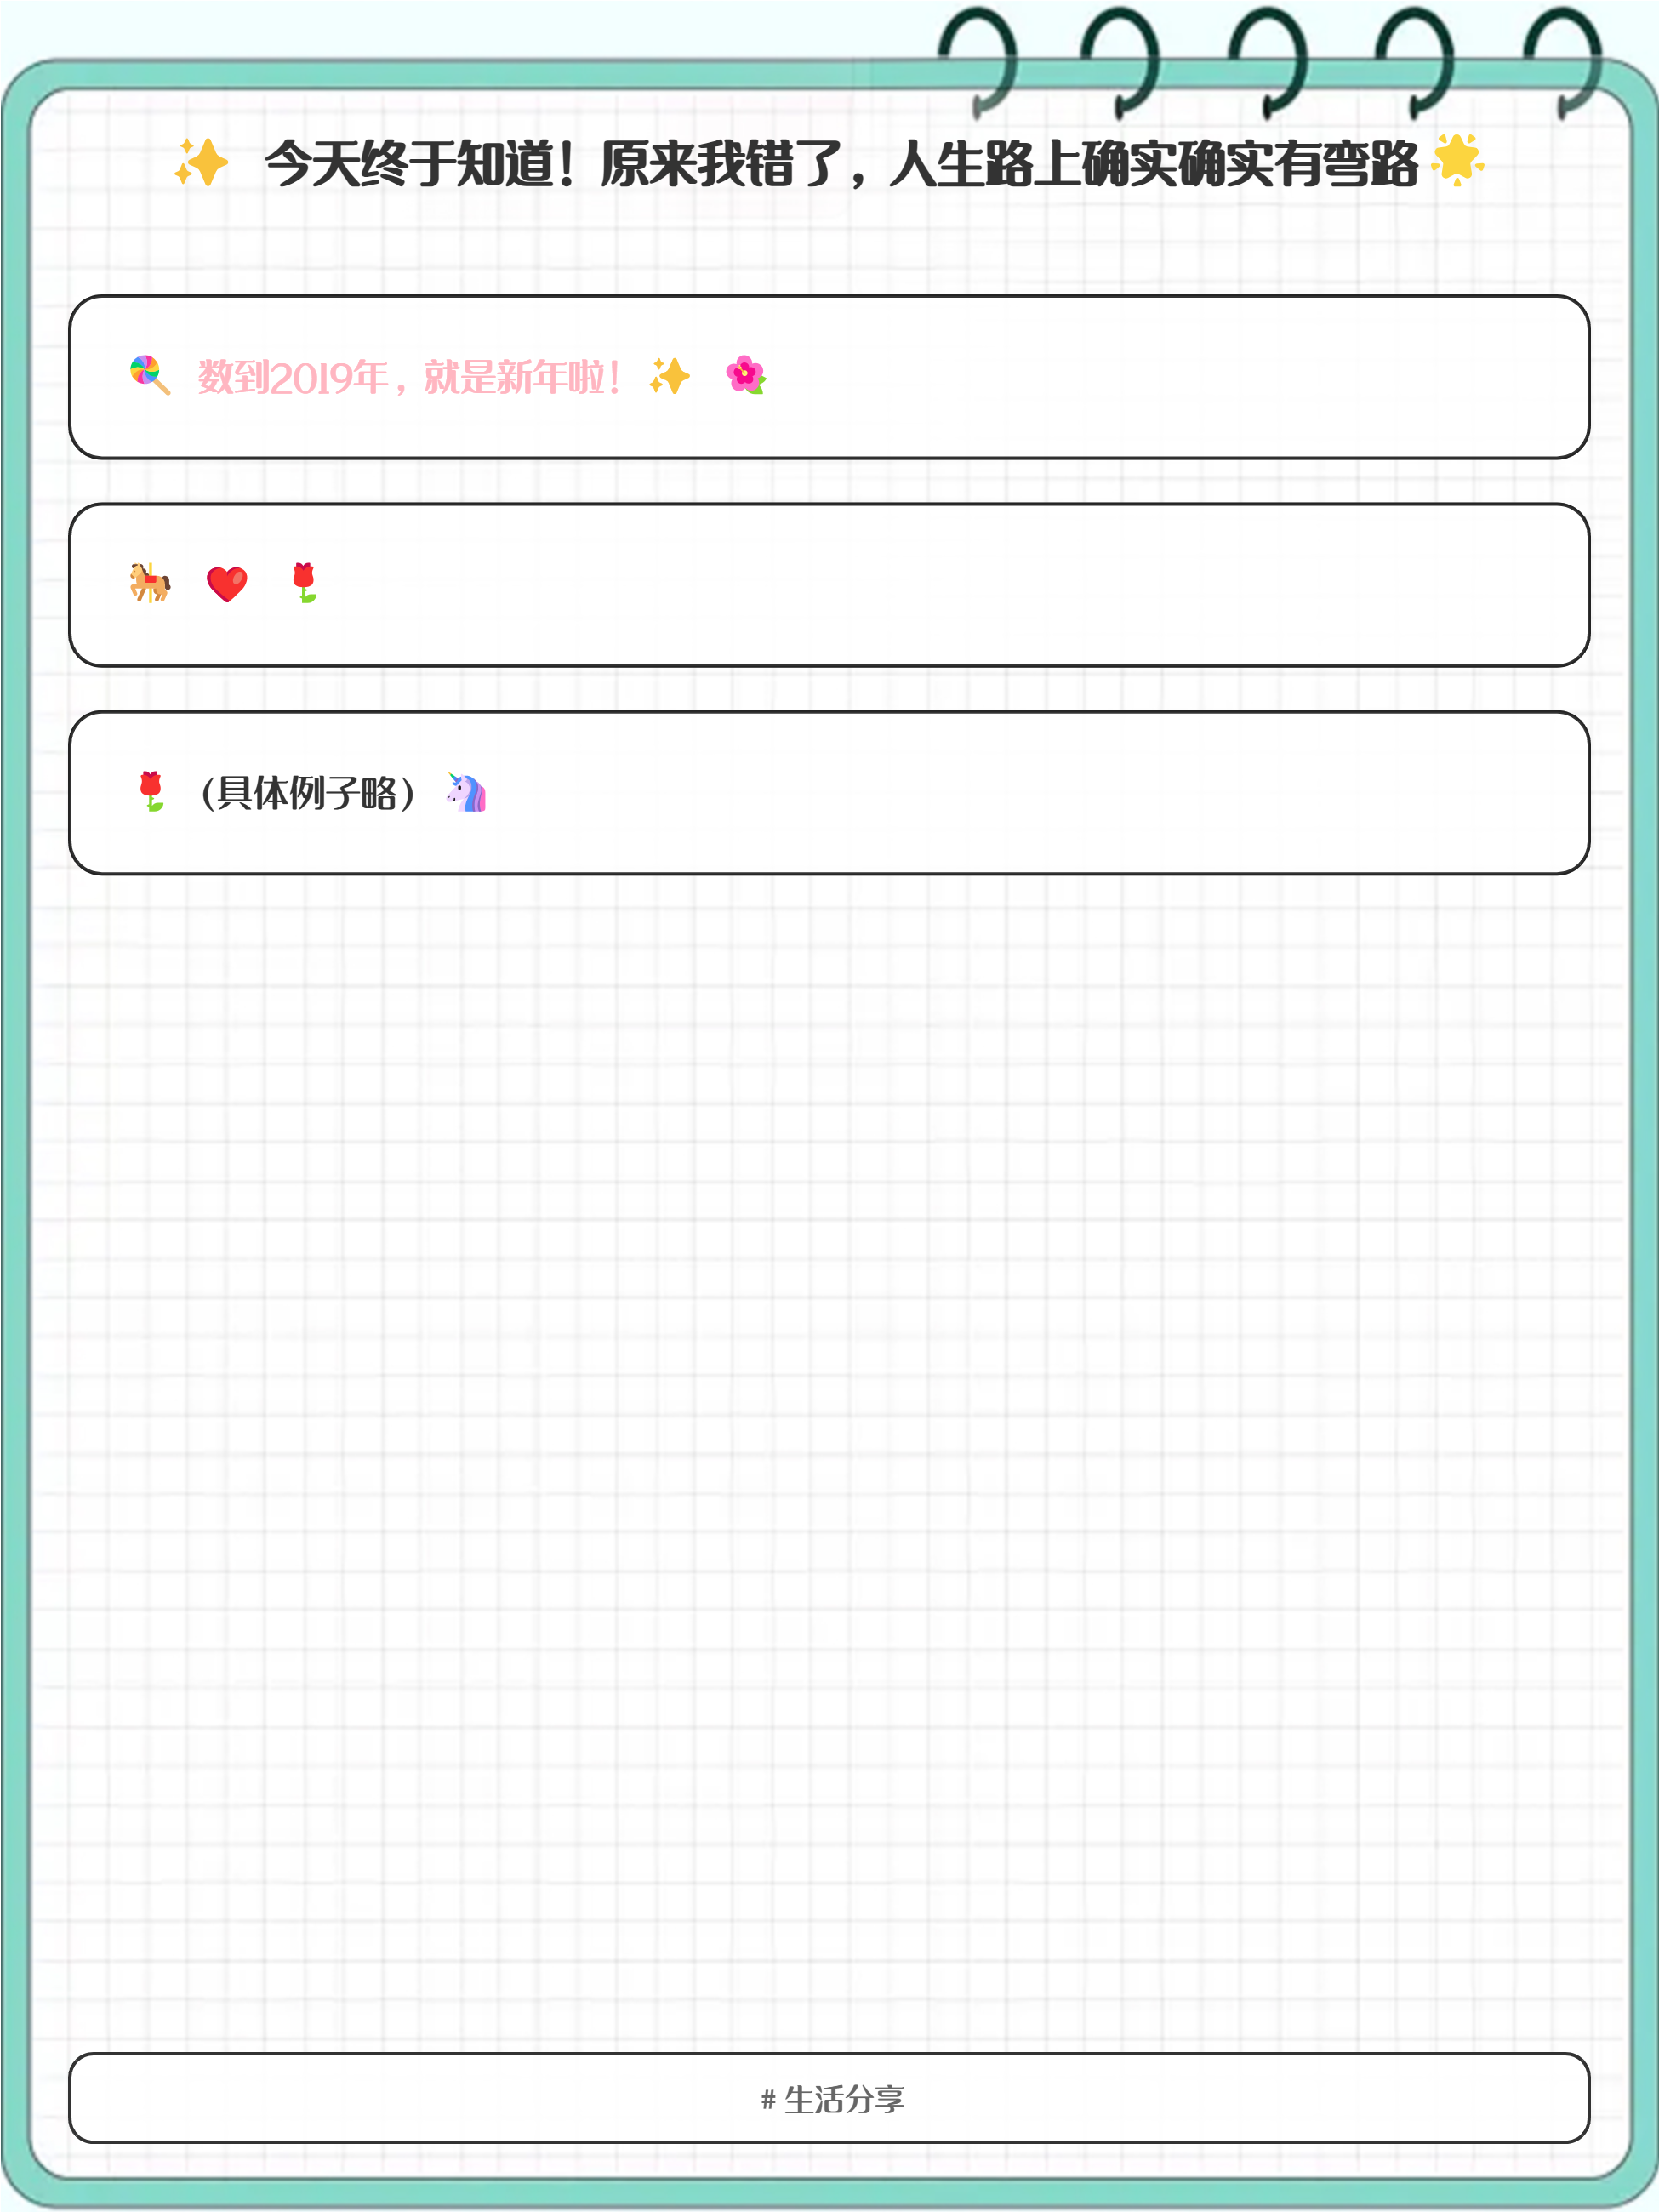 ✨ 今天终于知道！原来我错了，人生路上确实确实有弯路🌟
🍭 数到2019年，就是新年啦！✨ 🌺
🎠 ❤️ 🌹
🌹 (具体例子略) 🦄
# 生活分享